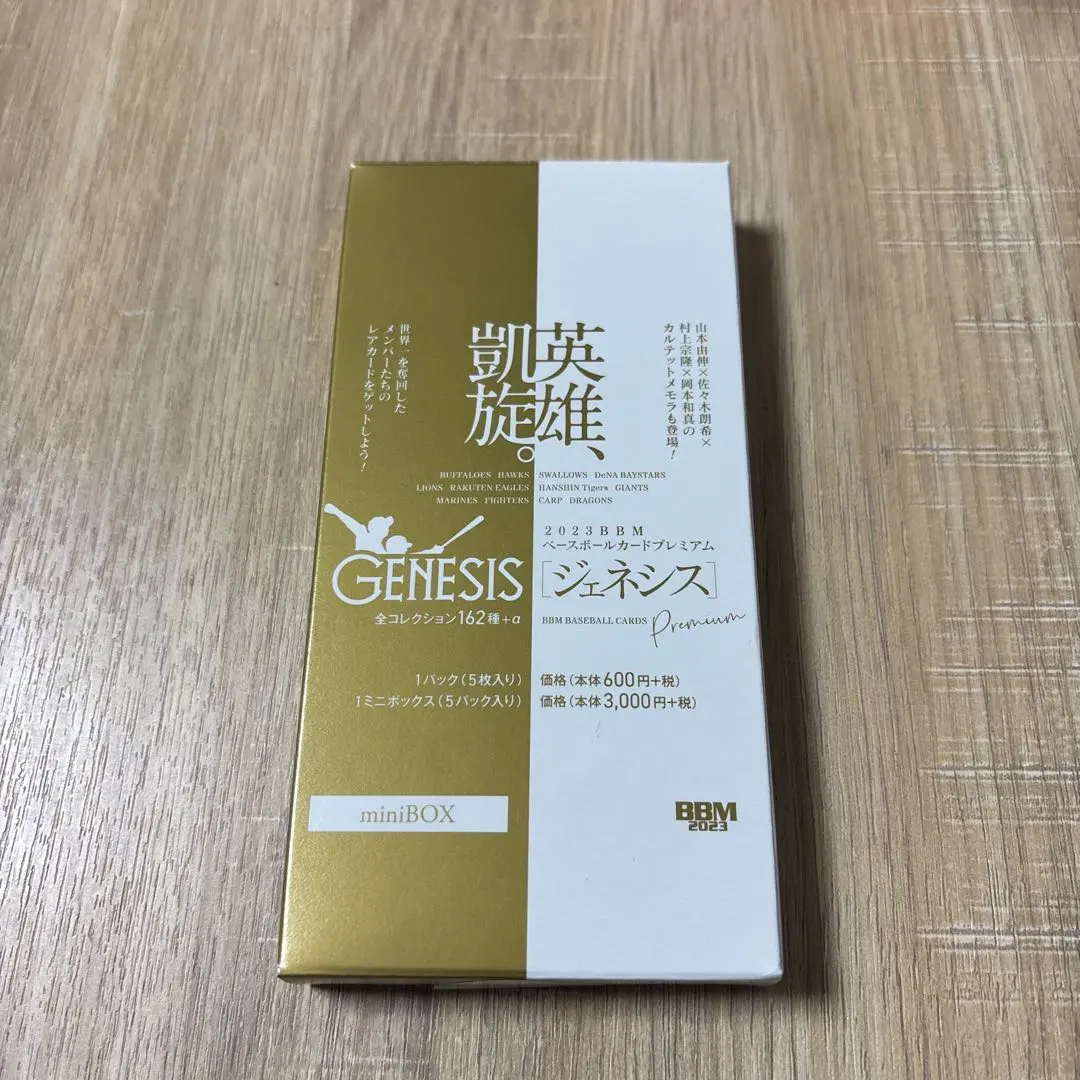 英雄、
凱旋。
山本由伸×佐々木朗希×
村上宗隆×岡本和真の
カルテットメモラも登場!
世界一を奪回した
メンバーたちの
レアカードをゲットしよう!
BUFFALOES HAWKS SWALLOWS DeNA BAYSTARS
LIONS RAKUTEN EAGLES HANSHIN Tigers GIANTS
MARINES FIGHTERS CARP DRAGONS
GENESIS
全コレクション162種+α
2023BBM
ベースボールカードプレミアム
[ジェネシス]
BBM BASEBALL CARDS Premium
1パック(5枚入り) 価格(本体600円+税)
1ミニボックス(5パック入り) 価格(本体3,000円+税)
miniBOX
BBM
2023